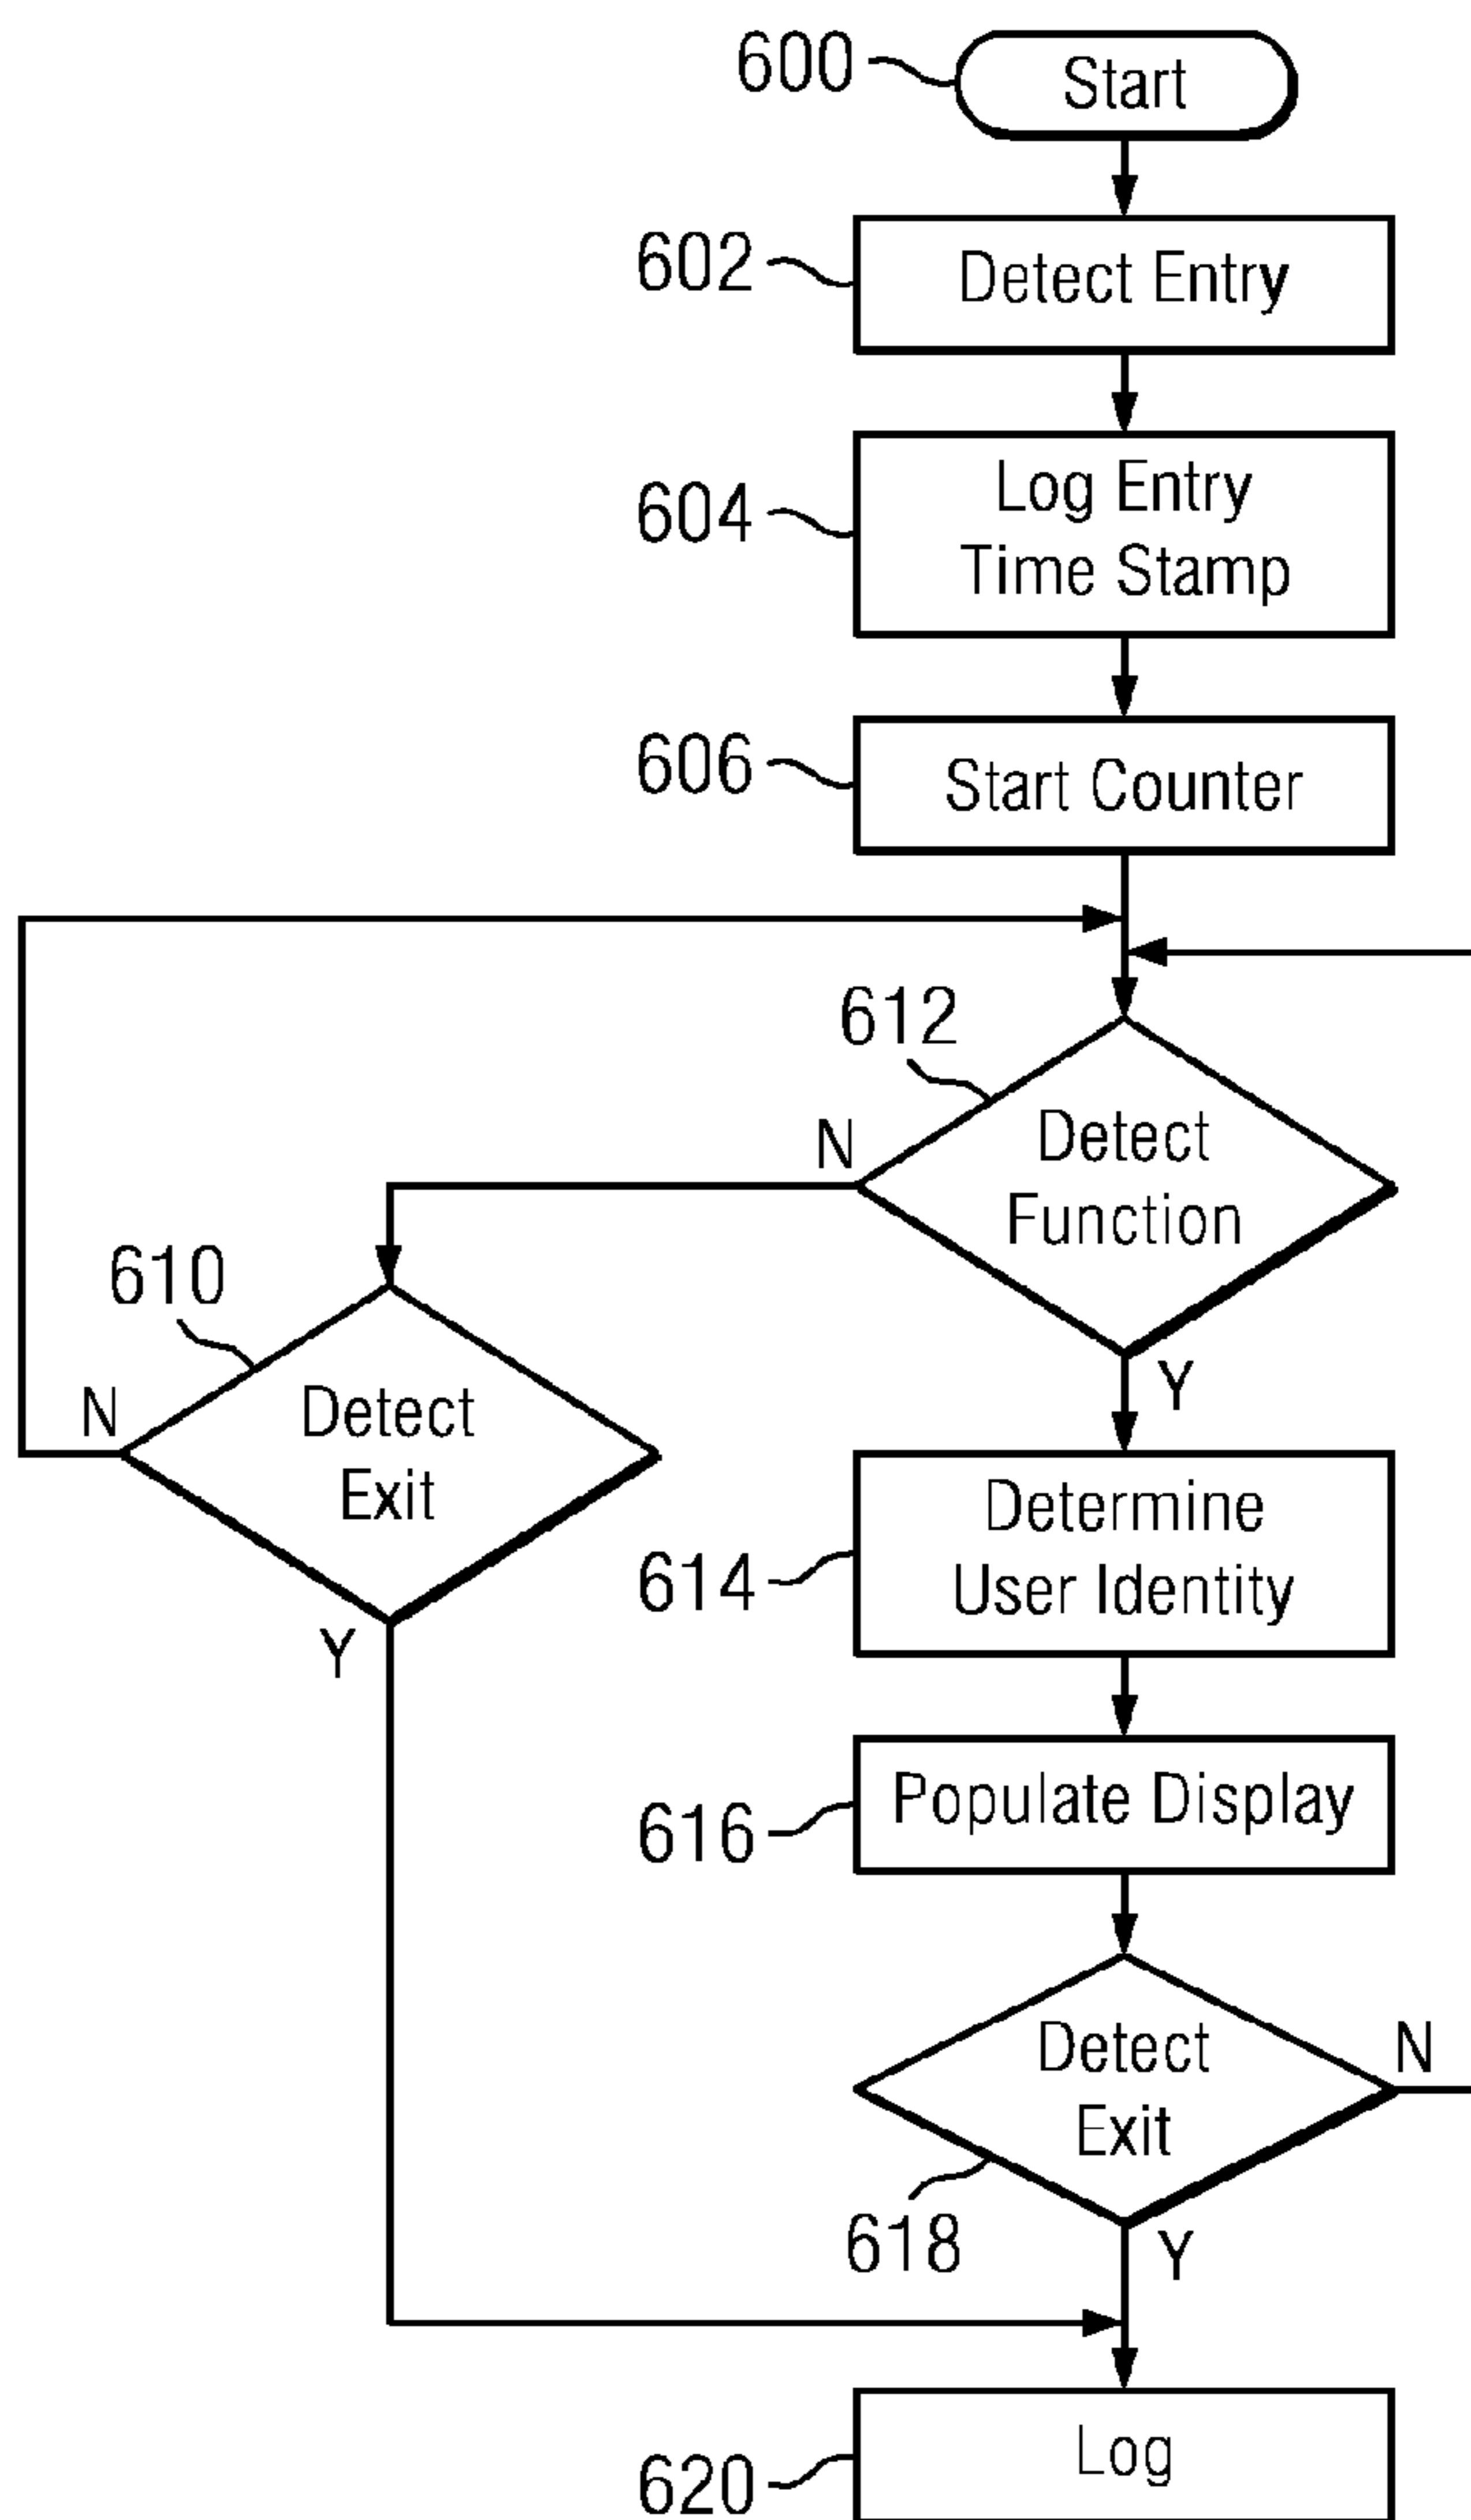 600
Start
602
Detect Entry
604
Log Entry
Time Stamp
606
Start Counter
612
N
Detect
Function
Y
610
N
Detect
Exit
Y
614
Determine
User Identity
616
Populate Display
Detect
Exit
N
618
Y
620
Log